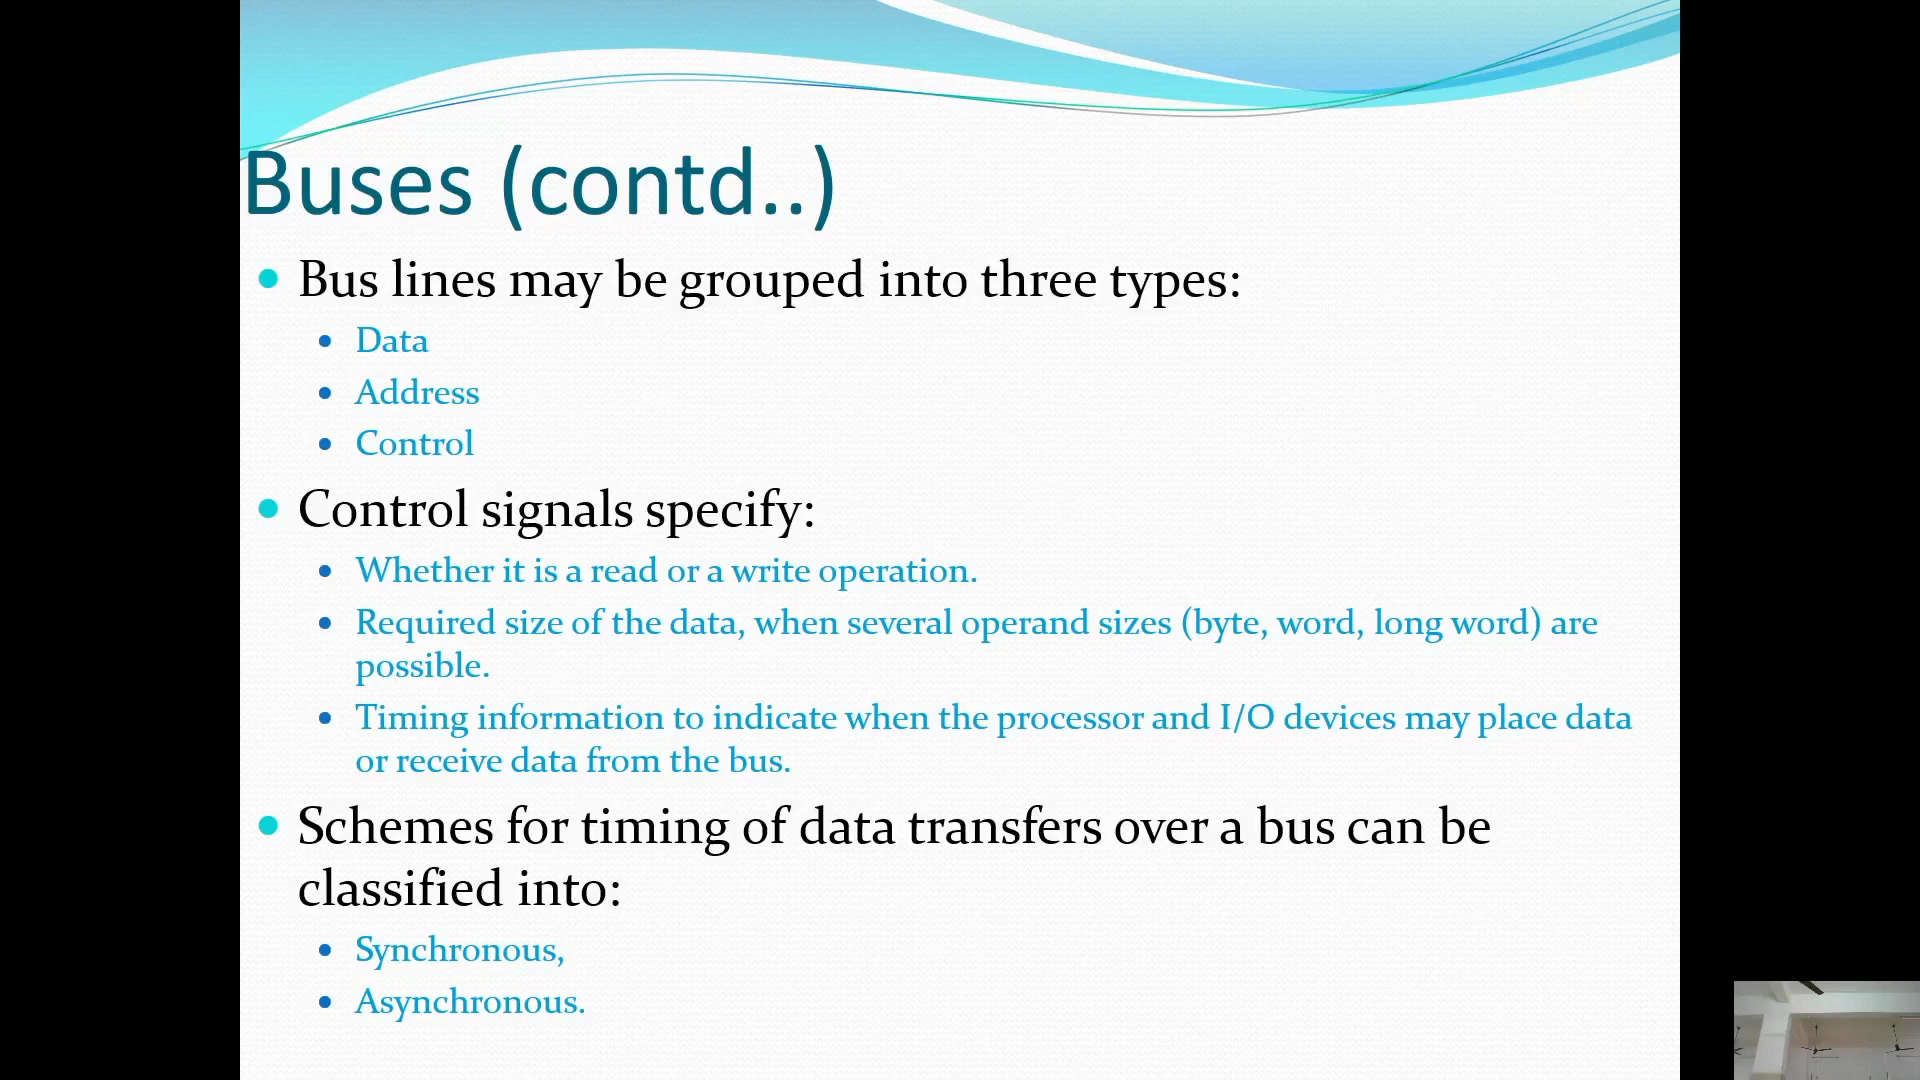 Buses (contd..)
Bus lines may be grouped into three types:
Data
Address
Control
Control signals specify:
Whether it is a read or a write operation.
Required size of the data, when several operand sizes (byte, word, long word) are
possible.
Timing information to indicate when the processor and I/O devices may place data
or receive data from the bus.
Schemes for timing of data transfers over a bus can be
classified into:
Synchronous,
Asynchronous.